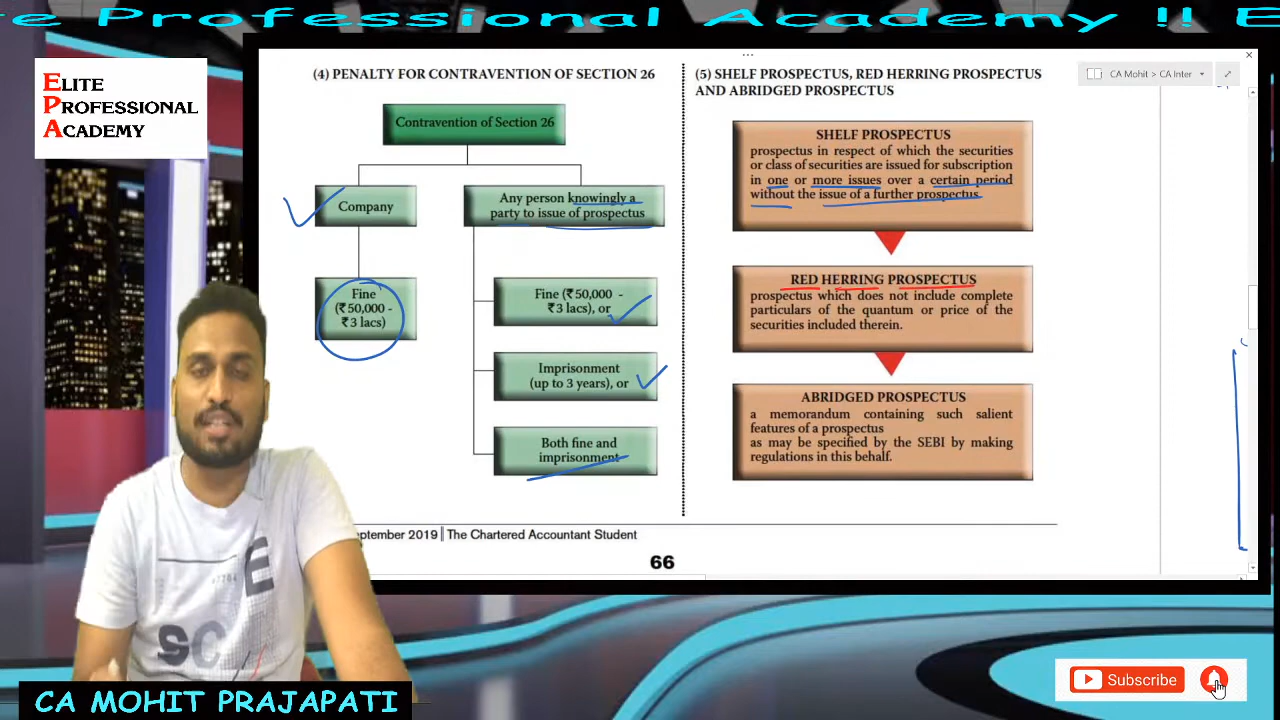 te Professional Academy !! E
ELITE
PROFESSIONAL
ACADEMY
(4) PENALTY FOR CONTRAVENTION OF SECTION 26
Contravention of Section 26
Company
Any person knowingly a
party to issue of prospectus
Fine
(₹50,000 -
₹3 lacs)
Fine (₹50,000 -
₹3 lacs), or
Imprisonment
(up to 3 years), or
Both fine and
imprisonment
(5) SHELF PROSPECTUS, RED HERRING PROSPECTUS
AND ABRIDGED PROSPECTUS
CA Mohit > CA Inter
SHELF PROSPECTUS
prospectus in respect of which the securities
or class of securities are issued for subscription
in one or more issues over a certain period
without the issue of a further prospectus.
RED HERRING PROSPECTUS
prospectus which does not include complete
particulars of the quantum or price of the
securities included therein.
ABRIDGED PROSPECTUS
a memorandum containing such salient
features of a prospectus
as may be specified by the SEBI by making
regulations in this behalf.
eptember 2019 | The Chartered Accountant Student
66
CA MOHIT PRAJAPATI
Subscribe